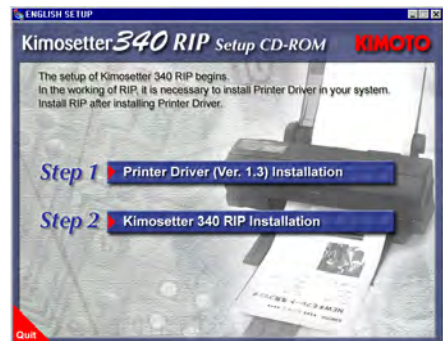 ENGLISH SETUP
Kimosetter 340 RIP Setup CD-ROM KIMOTO
The setup of Kimosetter 340 RIP begins.
In the working of RIP, it is necessary to install Printer Driver in your system.
Install RIP after installing Printer Driver.
Step 1 Printer Driver (Ver. 1.3) Installation
Step 2 Kimosetter 340 RIP Installation
Quit